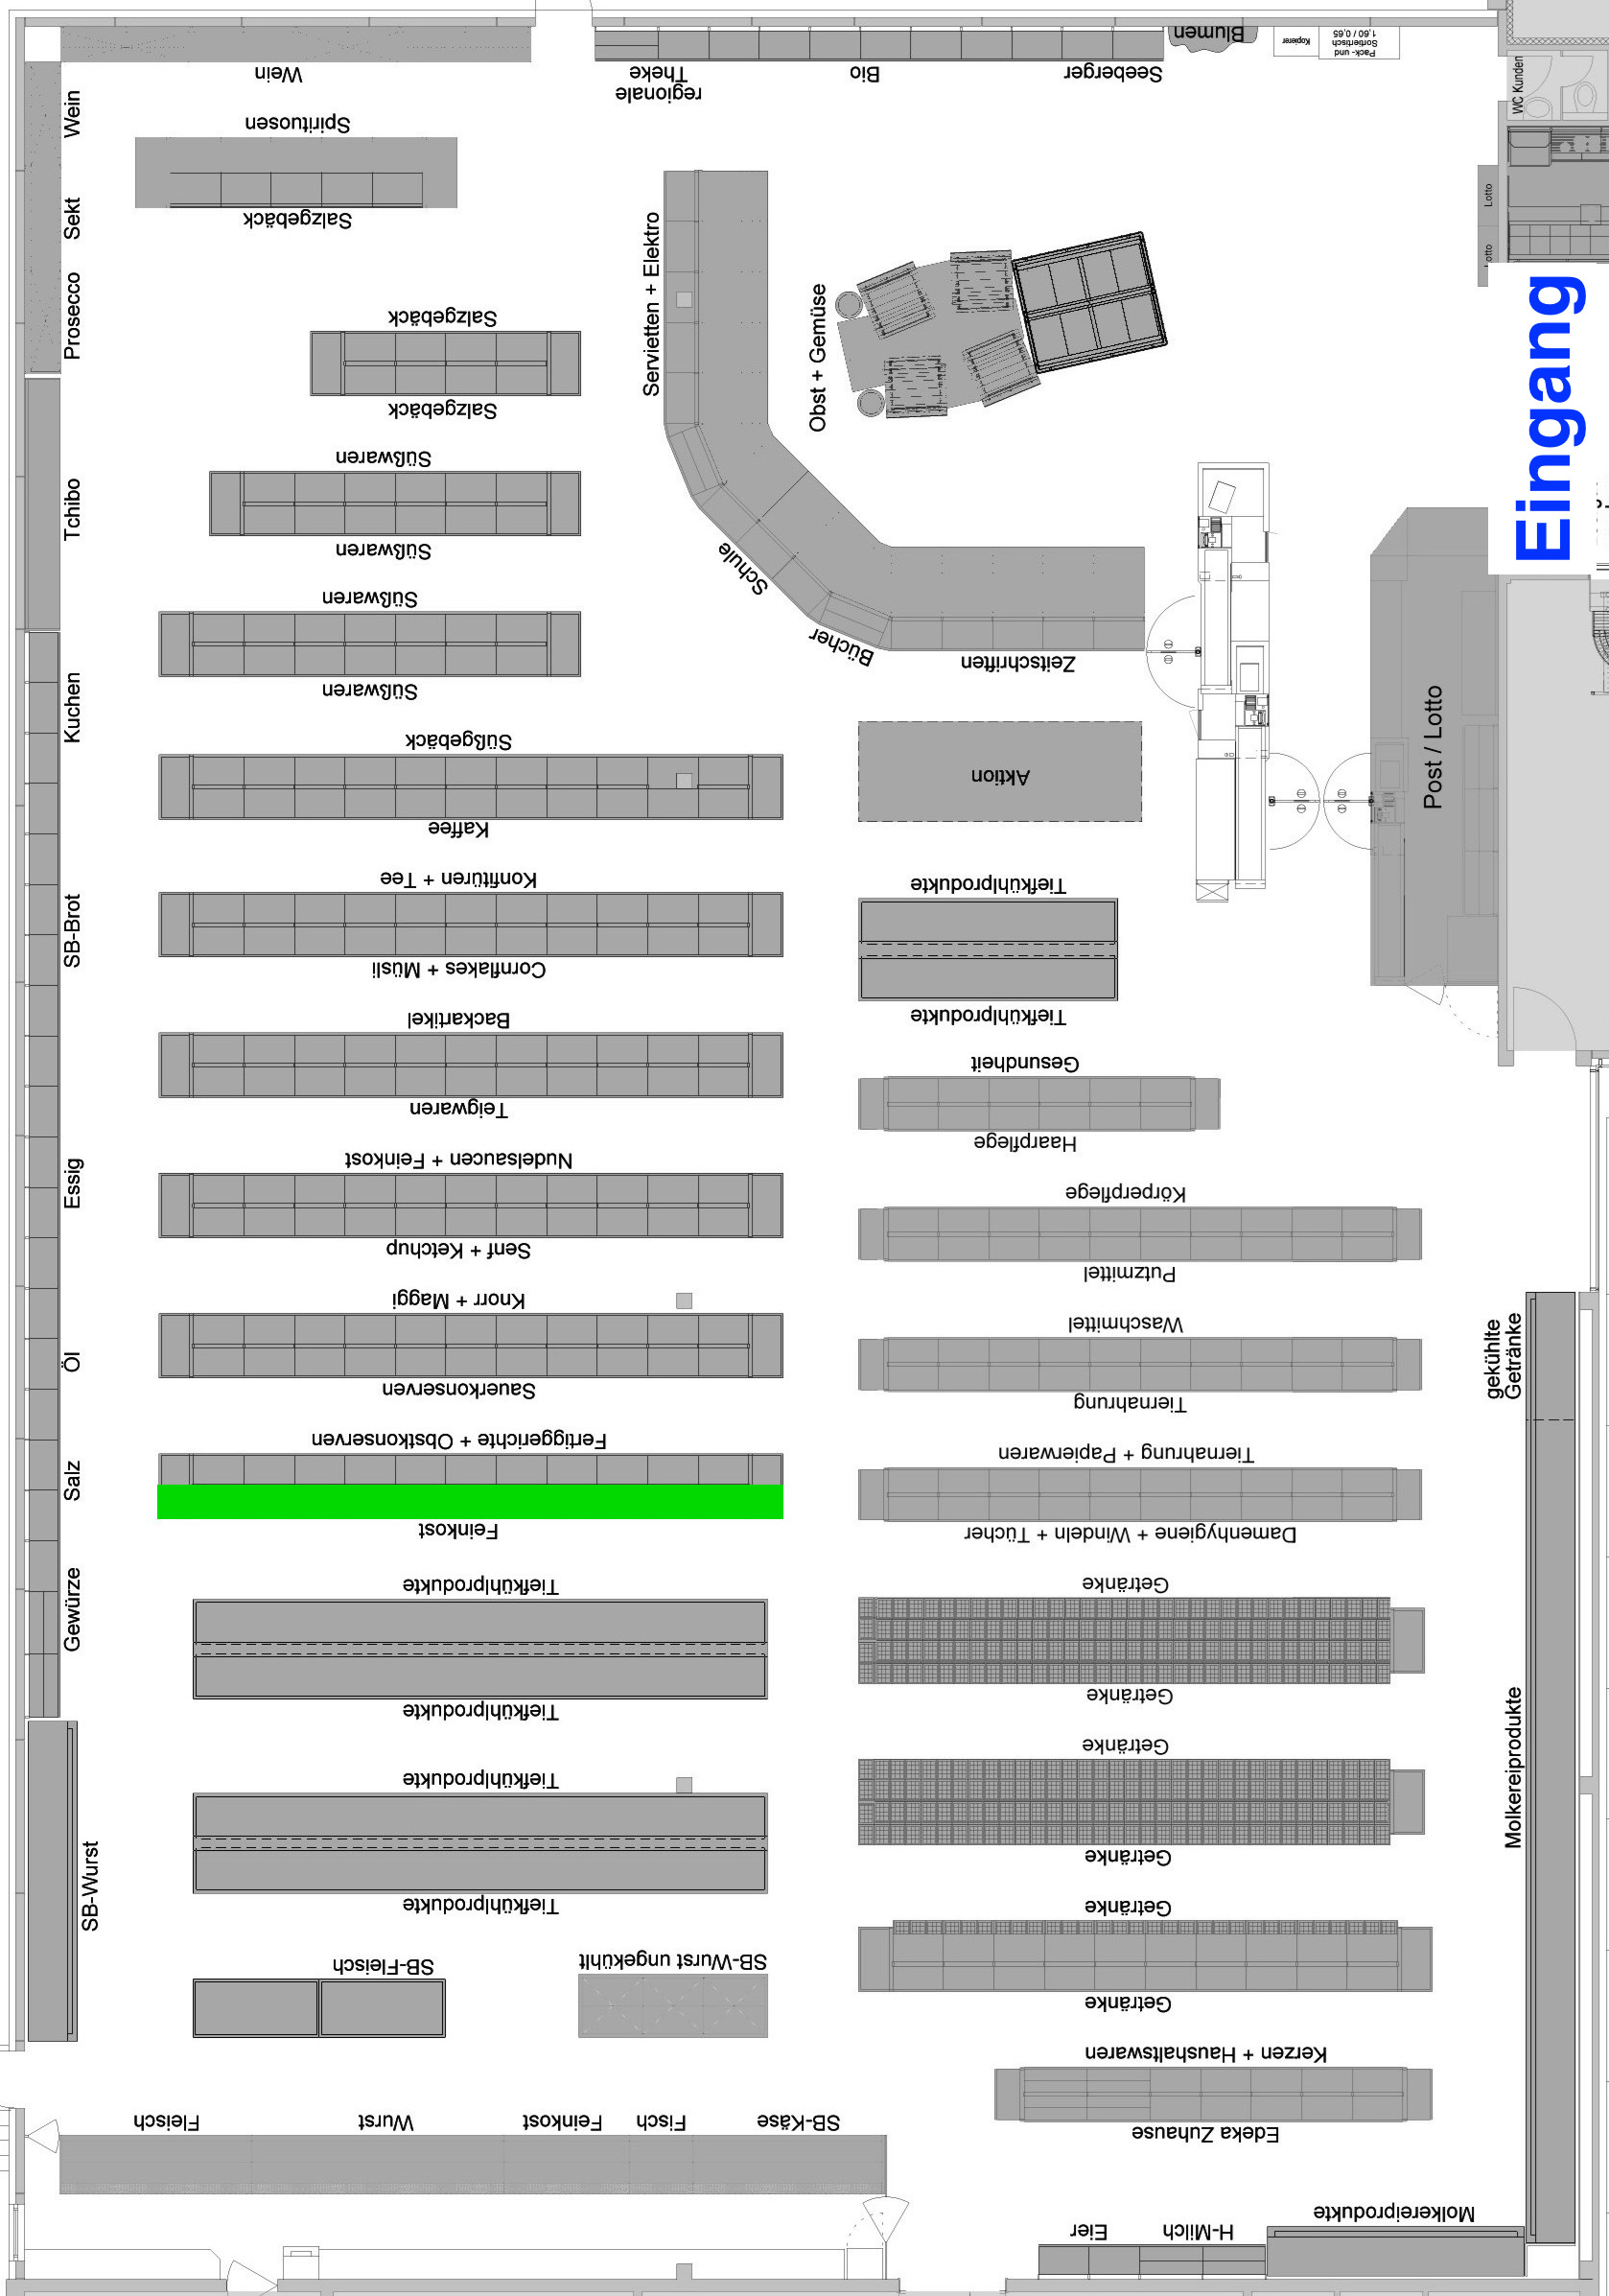 Blumen
Kopierer
Pack- und
Sortiertisch
1,60 / 0,65
Wein
regionale
Theke
Bio
Seeberger
WC Kunden
Wein
Spirituosen
Salzgebäck
Sekt
Prosecco
Lotto
Lotto
Eingang
Servietten + Elektro
Obst + Gemüse
Salzgebäck
Salzgebäck
Tchibo
Süßwaren
Süßwaren
Schule
Bücher
Zeitschriften
Süßwaren
Süßwaren
Kuchen
Süßgebäck
Kaffee
Aktion
Post / Lotto
SB-Brot
Konfitüren + Tee
Cornflakes + Müsli
Tiefkühlprodukte
Tiefkühlprodukte
Backartikel
Teigwaren
Gesundheit
Haarpflege
Essig
Nudelsaucen + Feinkost
Senf + Ketchup
Körperpflege
Putzmittel
Öl
Knorr + Maggi
Sauerkonserven
Waschmittel
Tiernahrung
gekühlte
Getränke
Salz
Fertiggerichte + Obstkonserven
Feinkost
Tiernahrung + Papierwaren
Damenhygiene + Windeln + Tücher
Gewürze
Tiefkühlprodukte
Tiefkühlprodukte
Getränke
Getränke
Molkereiprodukte
Tiefkühlprodukte
Tiefkühlprodukte
Getränke
Getränke
SB-Wurst
SB-Fleisch
SB-Wurst ungekühlt
Getränke
Getränke
Kerzen + Haushaltswaren
Edeka Zuhause
Fleisch
Wurst
Feinkost
Fisch
SB-Käse
Eier
H-Milch
Molkereiprodukte